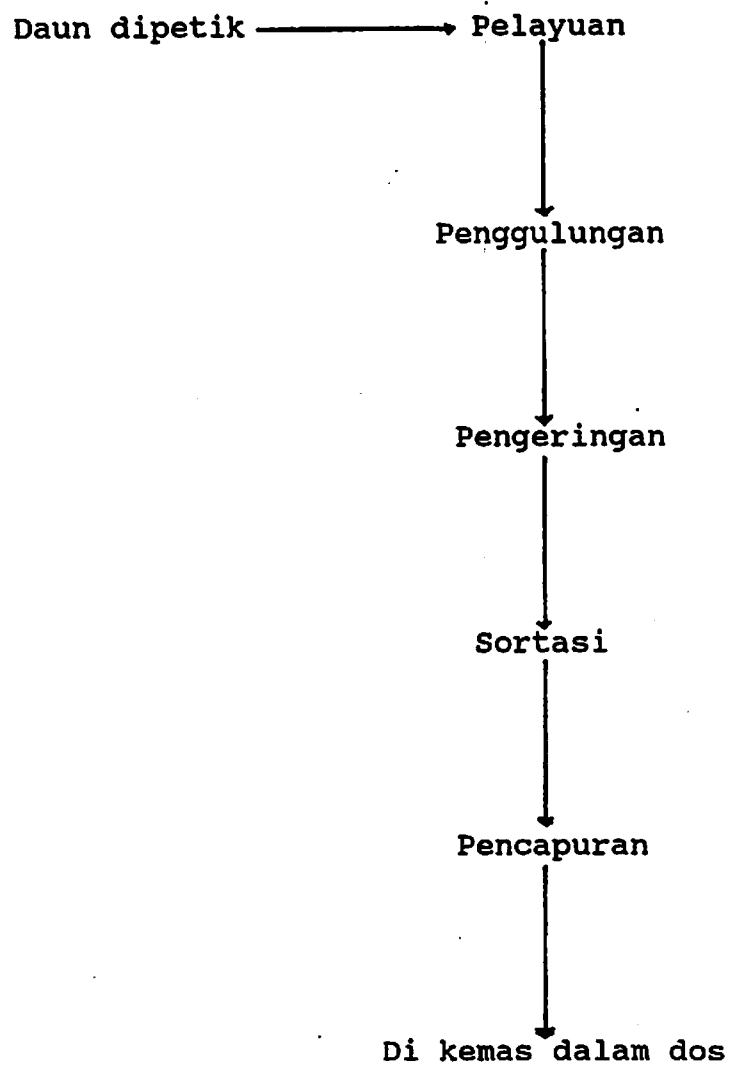 Daun dipetik Pelayuan
Penggulungan
Pengeringan
Sortasi
Pencapuran
Di kemas dalam dos